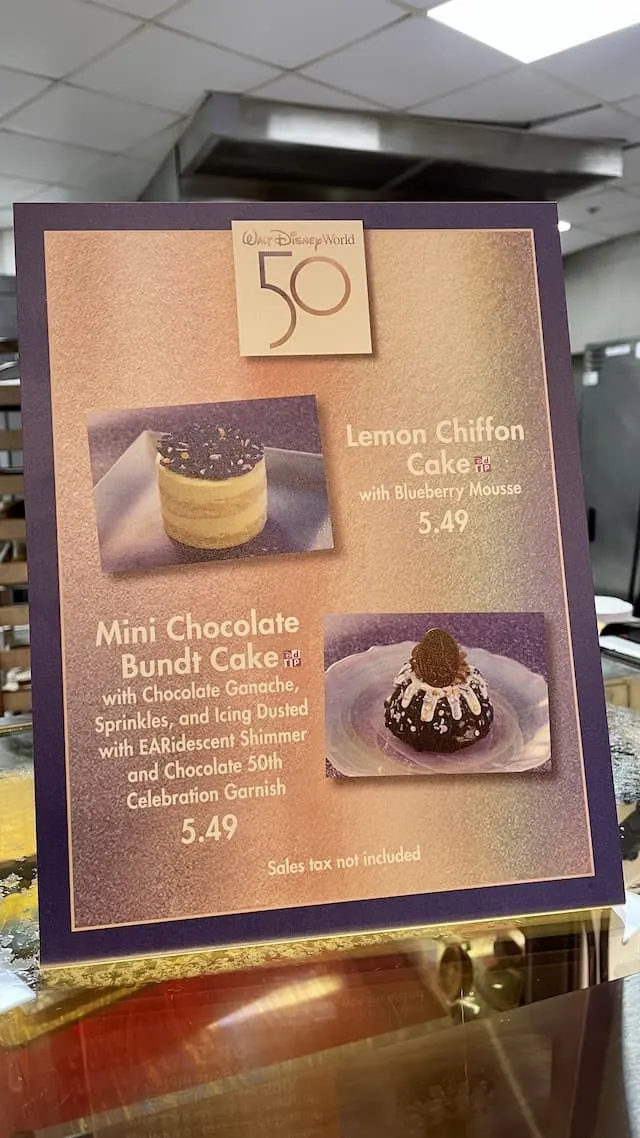 Walt Disney World
50
Lemon Chiffon
Cake
with Blueberry Mousse
5.49
Mini Chocolate
Bundt Cake
with Chocolate Ganache,
Sprinkles, and Icing Dusted
with EARidescent Shimmer
and Chocolate 50th
Celebration Garnish
5.49
Sales tax not included